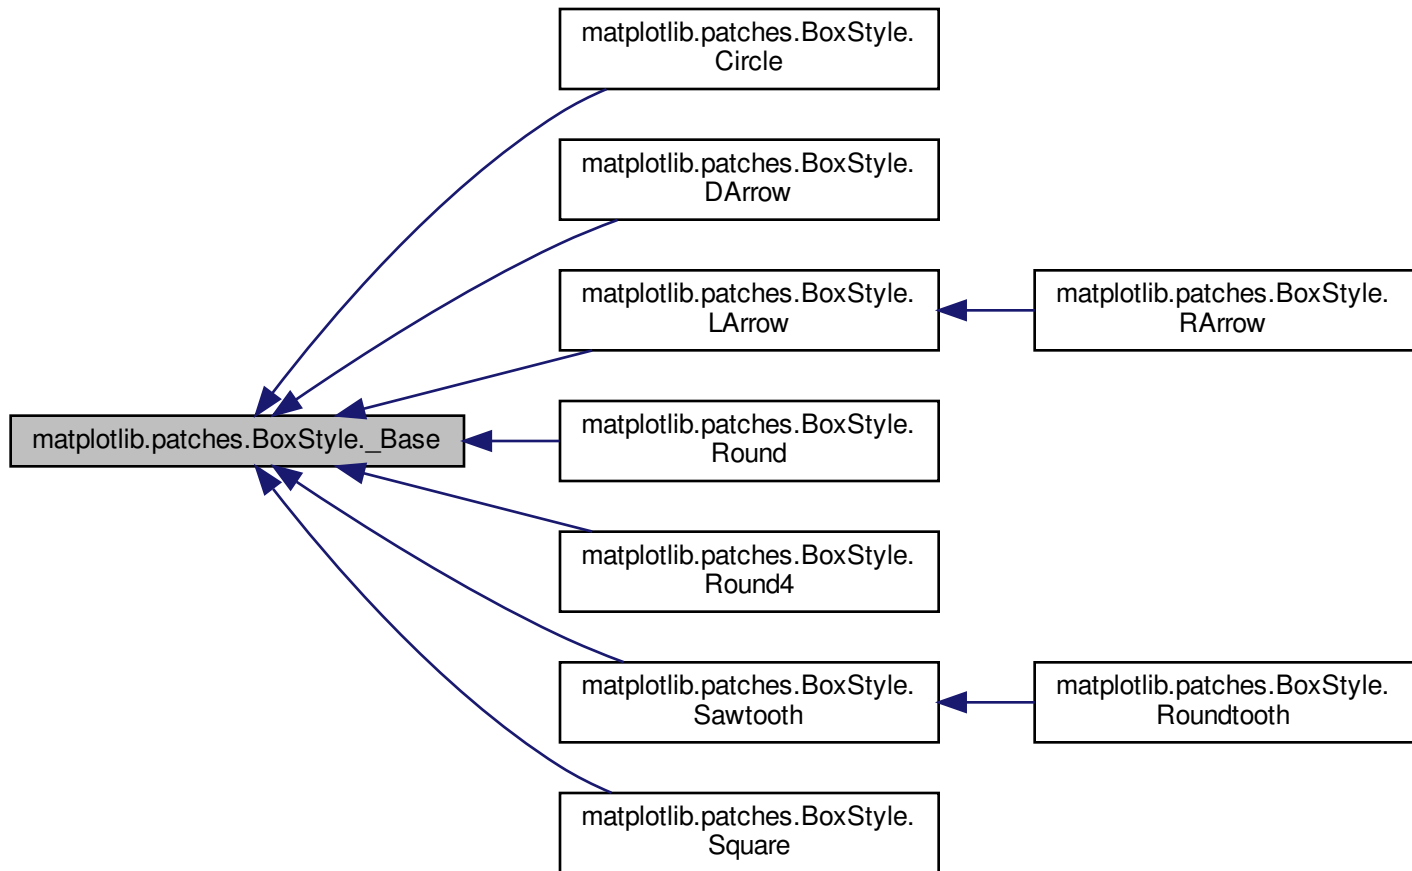 matplotlib.patches.BoxStyle.
Circle
matplotlib.patches.BoxStyle.
DArrow
matplotlib.patches.BoxStyle.
LArrow
matplotlib.patches.BoxStyle.
RArrow
matplotlib.patches.BoxStyle._Base
matplotlib.patches.BoxStyle.
Round
matplotlib.patches.BoxStyle.
Round4
matplotlib.patches.BoxStyle.
Sawtooth
matplotlib.patches.BoxStyle.
Roundtooth
matplotlib.patches.BoxStyle.
Square